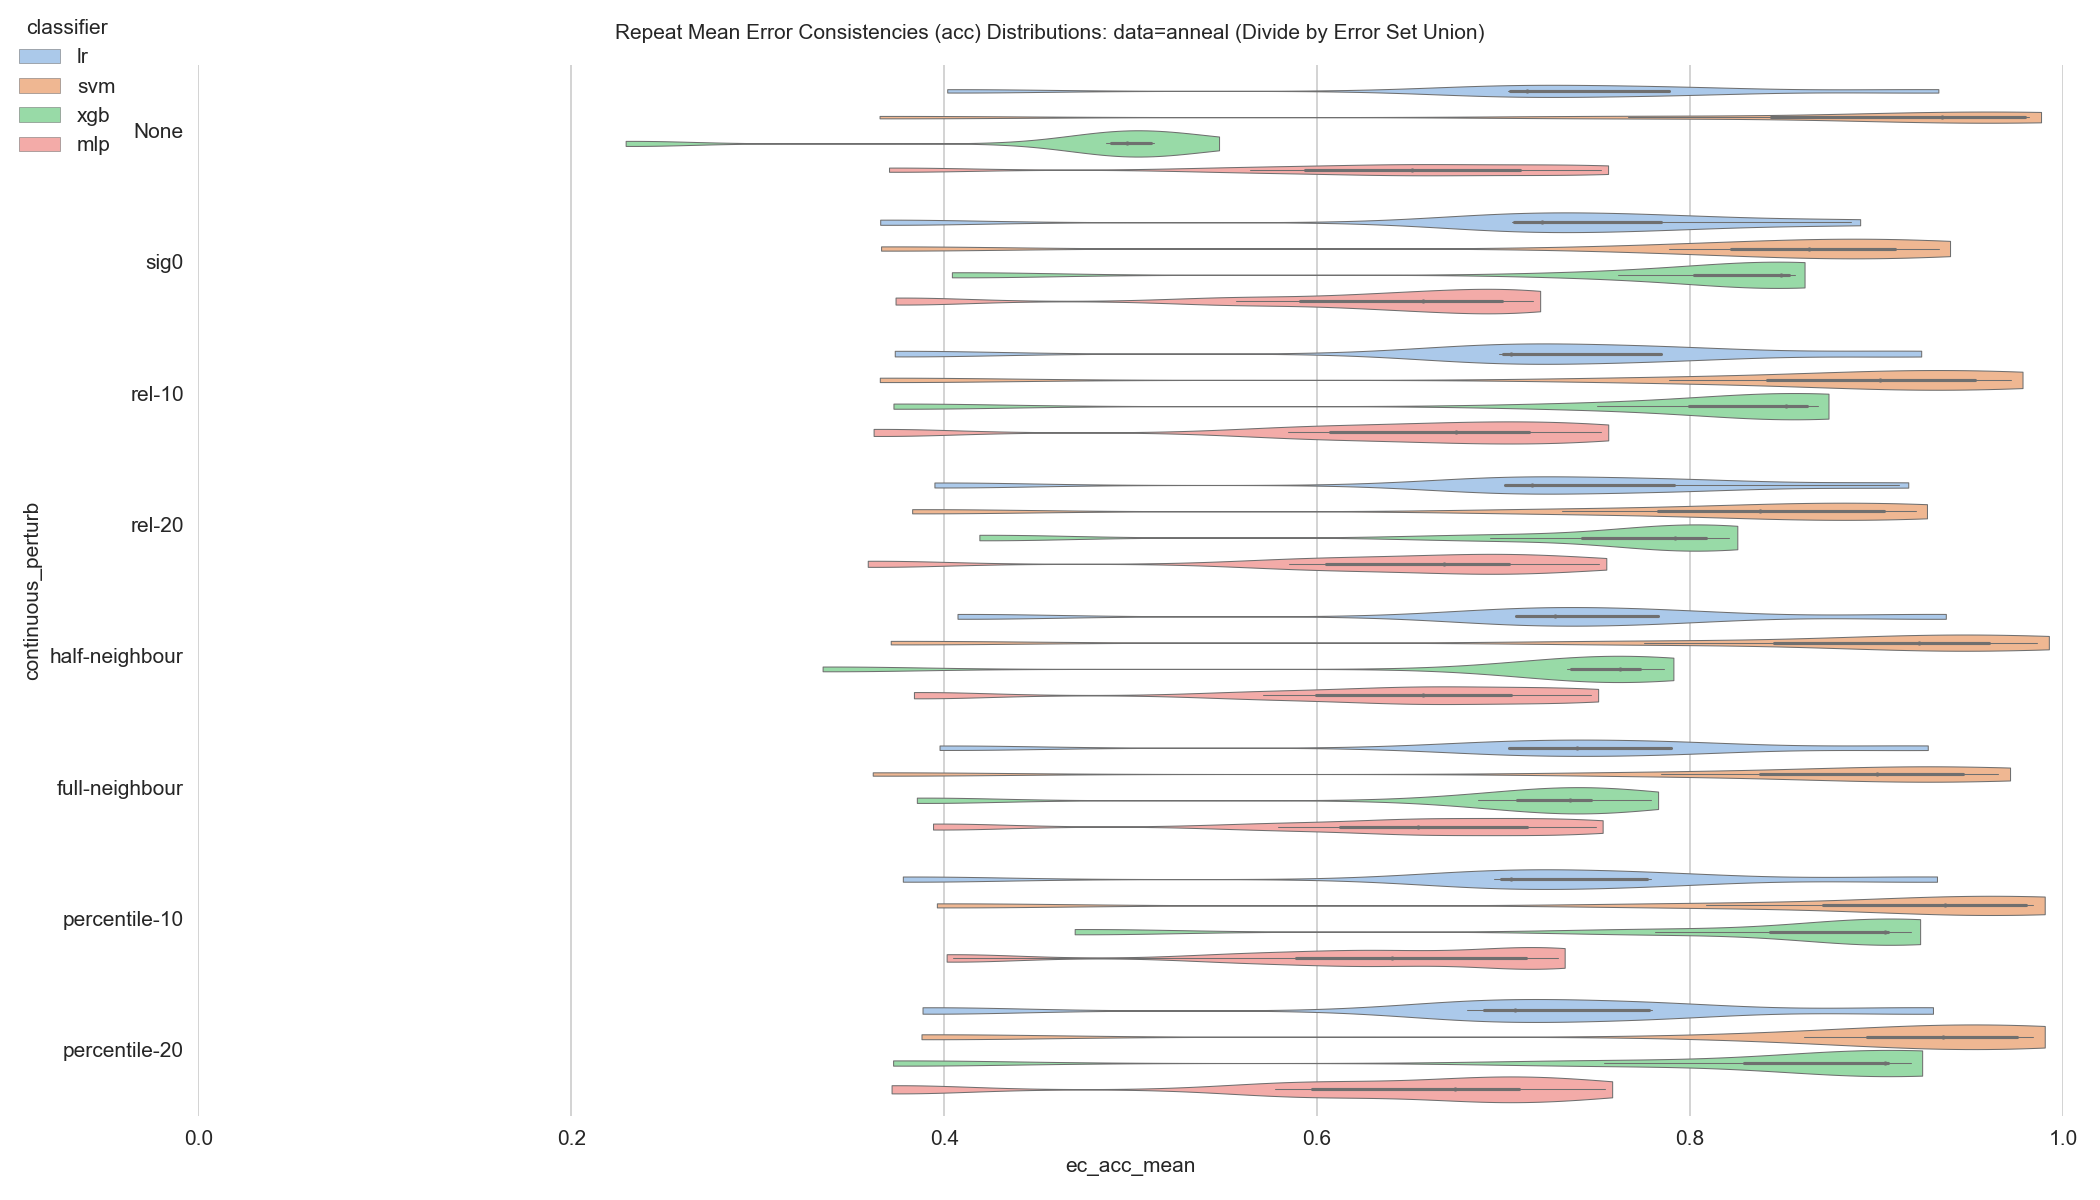 Repeat Mean Error Consistencies (acc) Distributions: data=anneal (Divide by Error Set Union)
classifier
lr
svm
xgb
mlp
continuous_perturb
None
sig0
rel-10
rel-20
half-neighbour
full-neighbour
percentile-10
percentile-20
0.0 0.2 0.4 0.6 0.8 1.0
ec_acc_mean